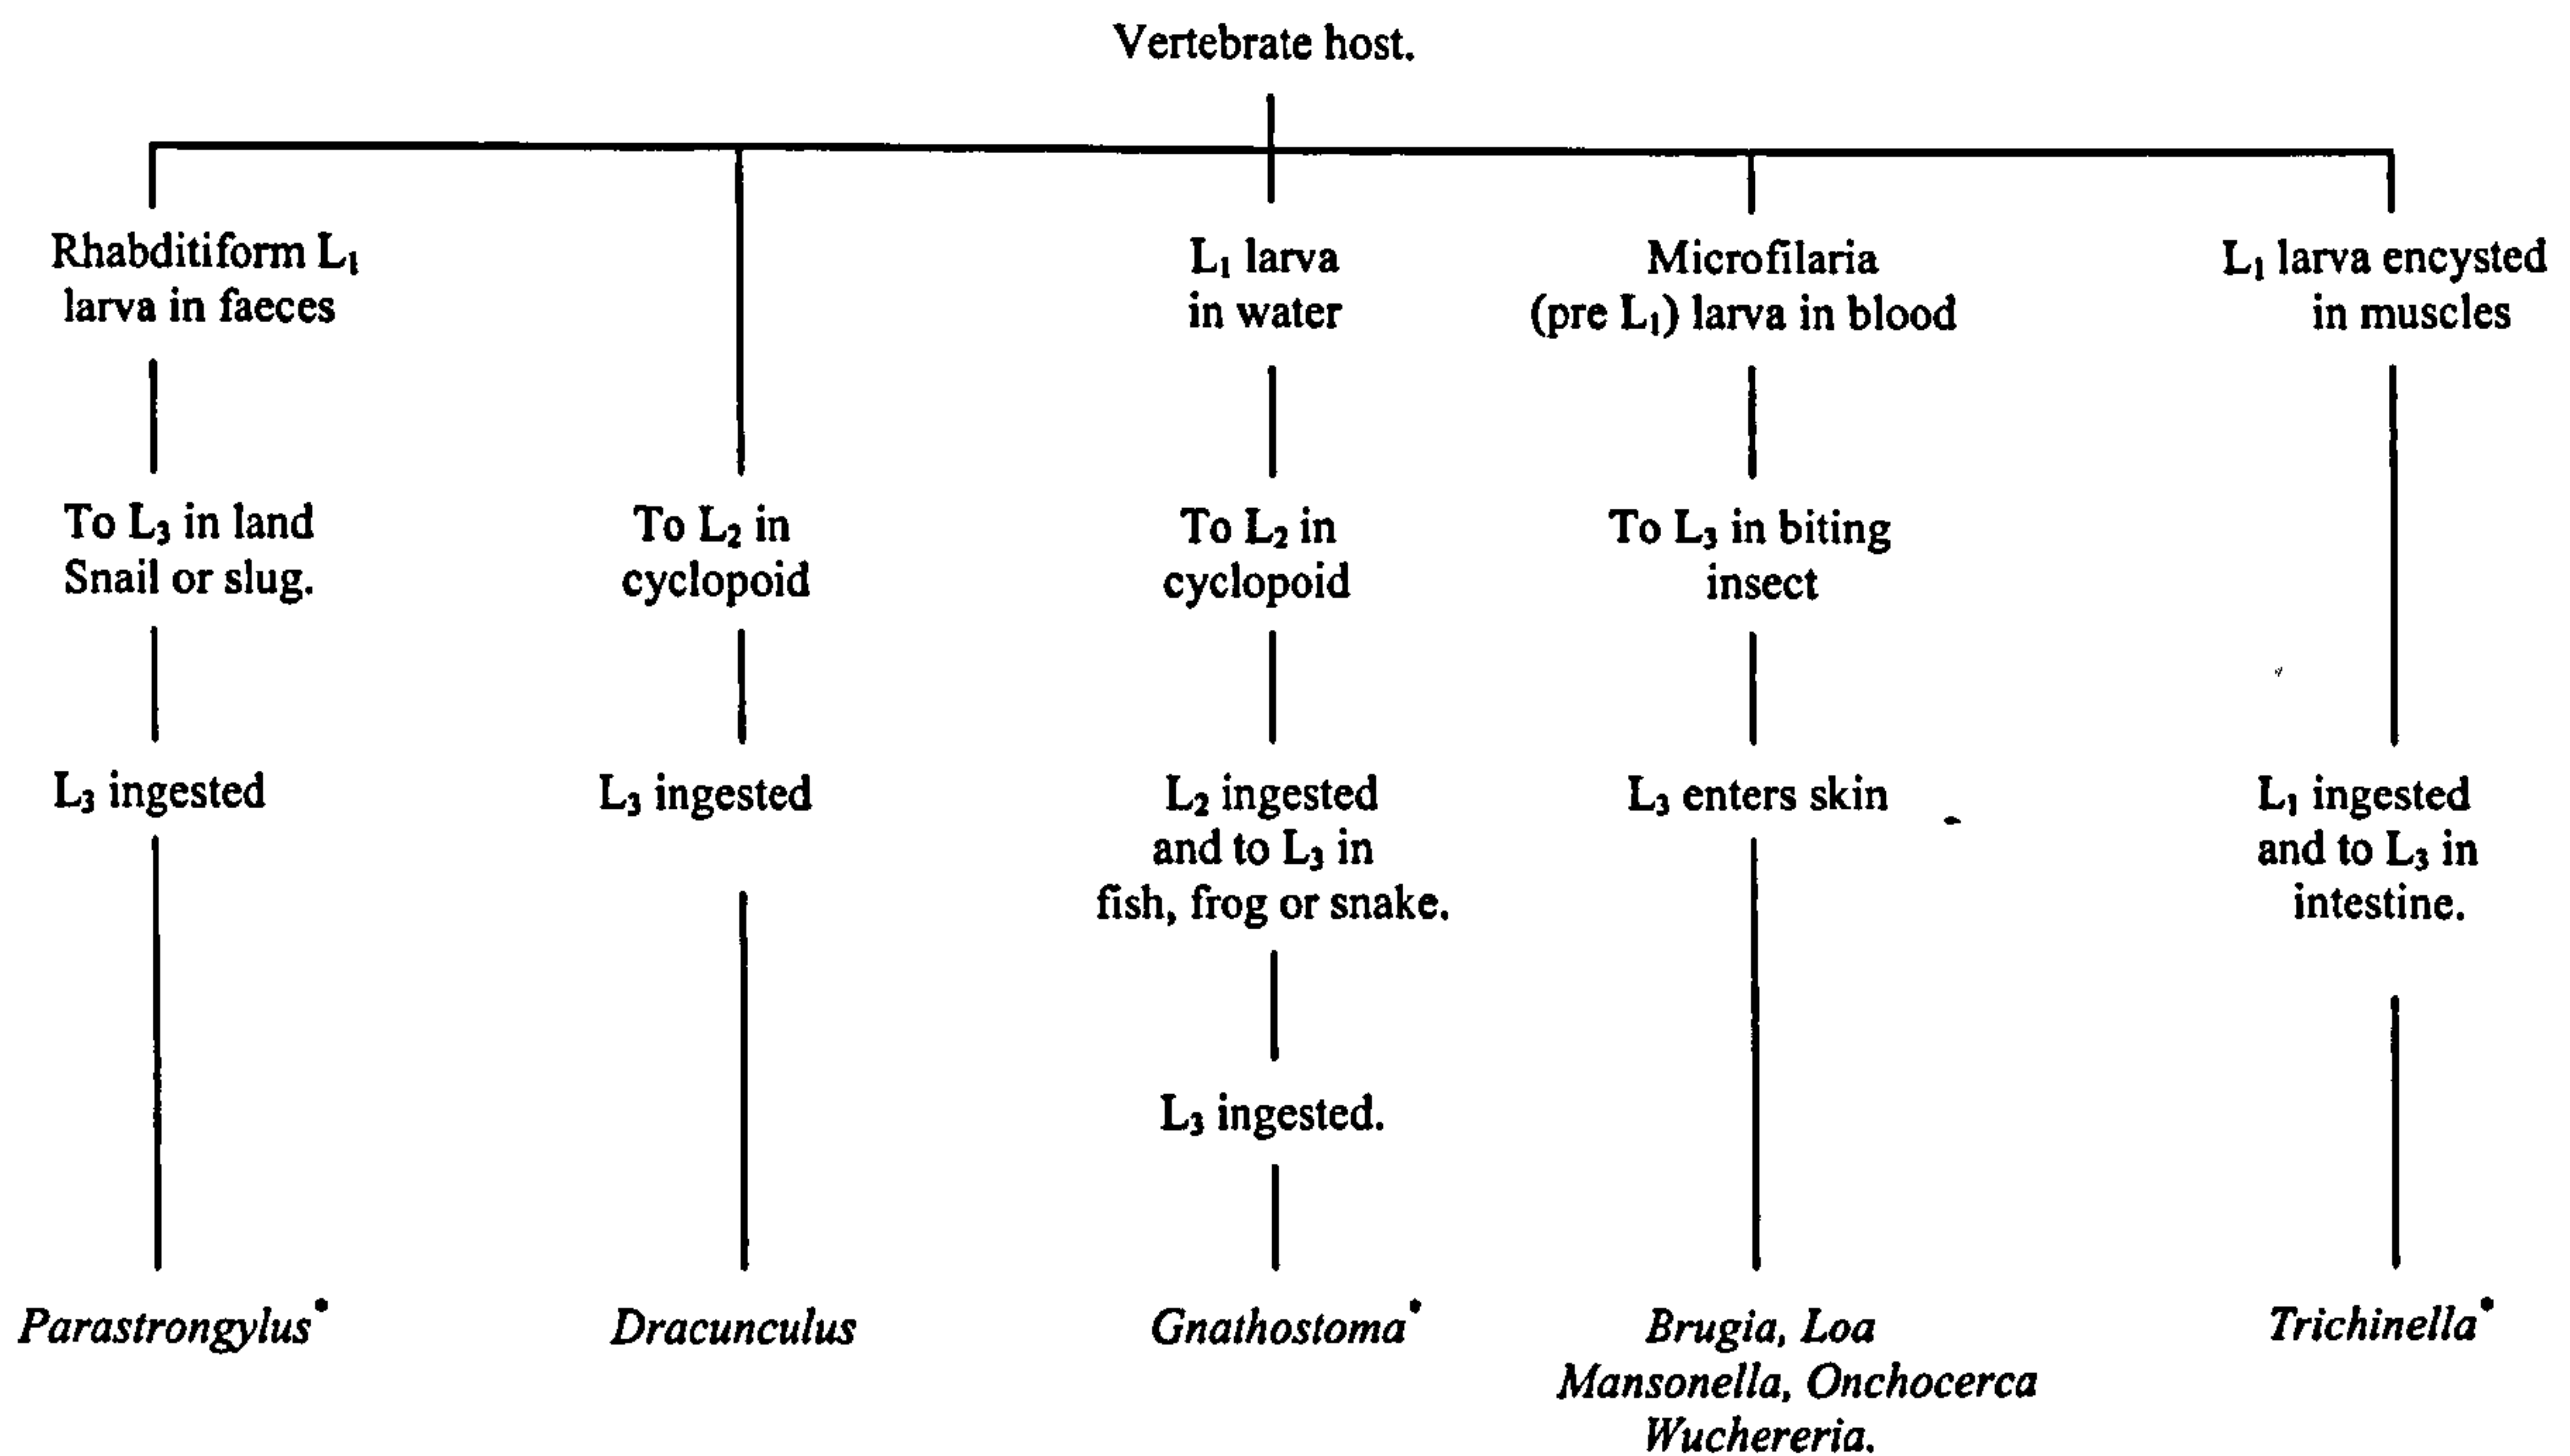 Vertebrate host.
Rhabditiform L₁
larva in faeces
L₁ larva
in water
Microfilaria
(pre L₁) larva in blood
L₁ larva encysted
in muscles
To L₃ in land
Snail or slug.
To L₂ in
cyclopoid
To L₂ in
cyclopoid
To L₃ in biting
insect
L₃ ingested
L₃ ingested
L₂ ingested
and to L₃ in
fish, frog or snake.
L₃ enters skin
L₁ ingested
and to L₃ in
intestine.
L₃ ingested.
Parastrongylus*
Dracunculus
Gnathostoma*
Brugia, Loa
Mansonella, Onchocerca
Wuchereria.
Trichinella*